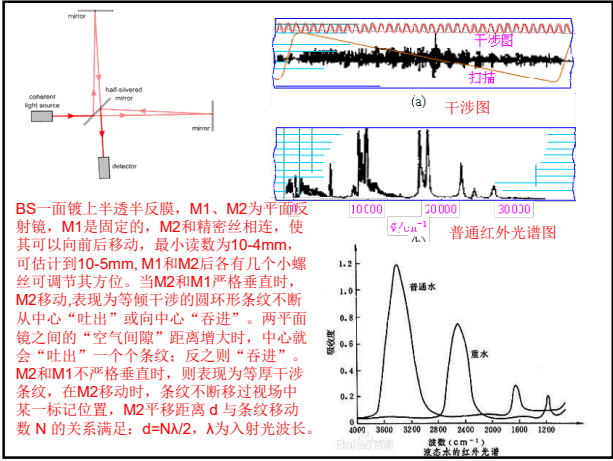 mirror
half-silvered
mirror
coherent
light source
mirror
detector
干涉图
扫描
(a)
干涉图
0
10000
20000
30000
σ/cm-1
(b)
普通红外光谱图
BS一面镀上半透半反膜，M1、M2为平面反
射镜，M1是固定的，M2和精密丝相连，使
其可以向前后移动，最小读数为10-4mm，
可估计到10-5mm, M1和M2后各有几个小螺
丝可调节其方位。当M2和M1严格垂直时，
M2移动,表现为等倾干涉的圆环形条纹不断
从中心“吐出”或向中心“吞进”。两平面
镜之间的“空气间隙”距离增大时，中心就
会“吐出”一个个条纹；反之则“吞进”。
M2和M1不严格垂直时，则表现为等厚干涉
条纹，在M2移动时，条纹不断移过视场中
某一标记位置，M2平移距离 d 与条纹移动
数 N 的关系满足：d=Nλ/2，λ为入射光波长。
1.2
1.0
0.8
0.6
0.4
0.2
0
吸收度
普通水
重水
4000 3600 3200 2800 2400 2000 1600 1200
波数(cm-1)
液态水的红外光谱